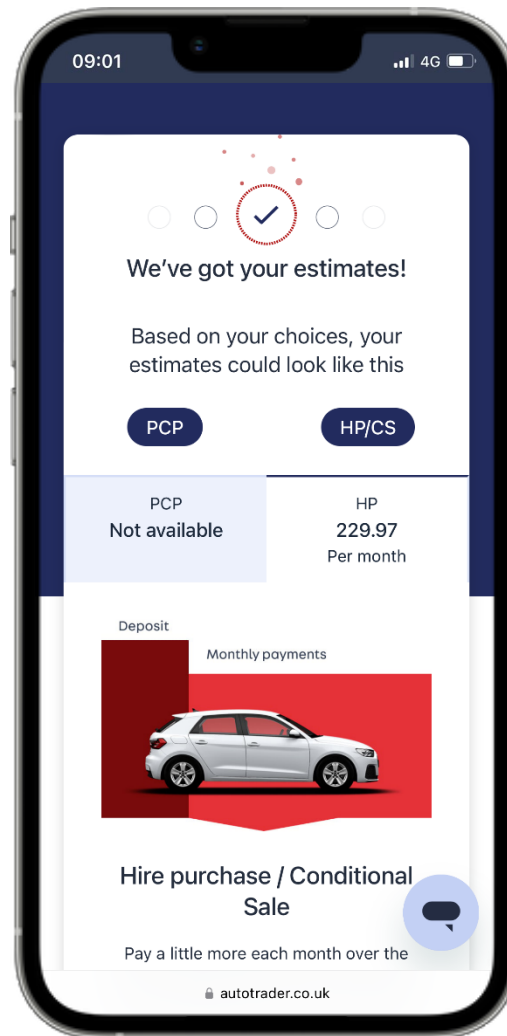 09:01
4G
We've got your estimates!
Based on your choices, your
estimates could look like this
PCP
HP/CS
PCP
Not available
HP
229.97
Per month
Deposit
Monthly payments
Hire purchase / Conditional
Sale
Pay a little more each month over the
autotrader.co.uk